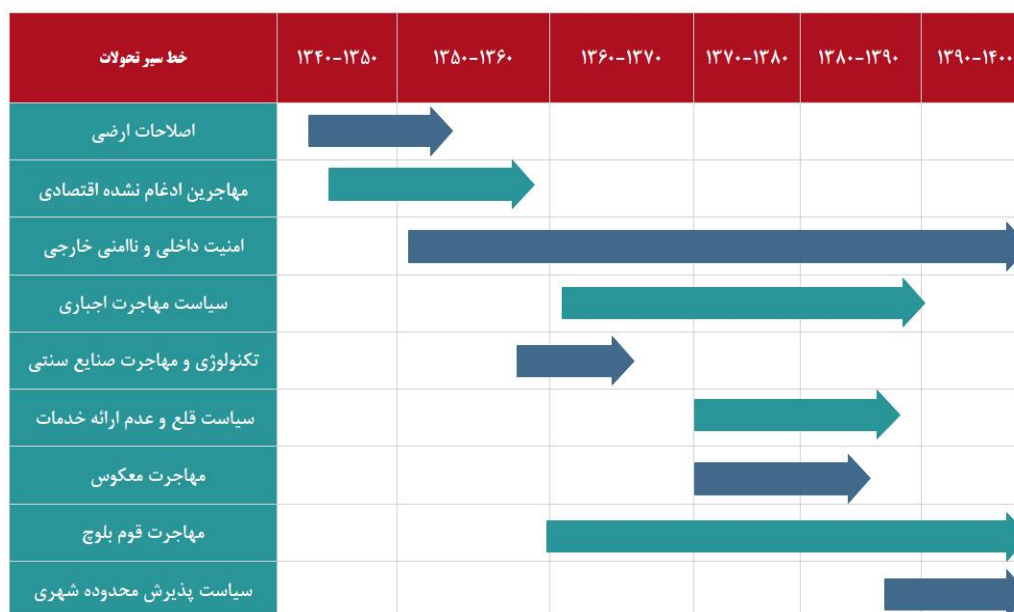 خط سیر تحولات
۱۳۴۰-۱۳۵۰
۱۳۵۰-۱۳۶۰
۱۳۶۰-۱۳۷۰
۱۳۷۰-۱۳۸۰
۱۳۸۰-۱۳۹۰
۱۳۹۰-۱۴۰۰
اصلاحات ارضی
مهاجرین ادغام نشده اقتصادی
امنیت داخلی و ناامنی خارجی
سیاست مهاجرت اجباری
تکنولوژی و مهاجرت صنایع سنتی
سیاست قلع و عدم ارائه خدمات
مهاجرت معکوس
مهاجرت قوم بلوچ
سیاست پذیرش محدوده شهری